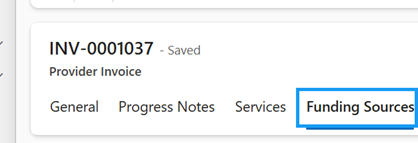 INV-0001037 - Saved
Provider Invoice
General Progress Notes Services Funding Sources